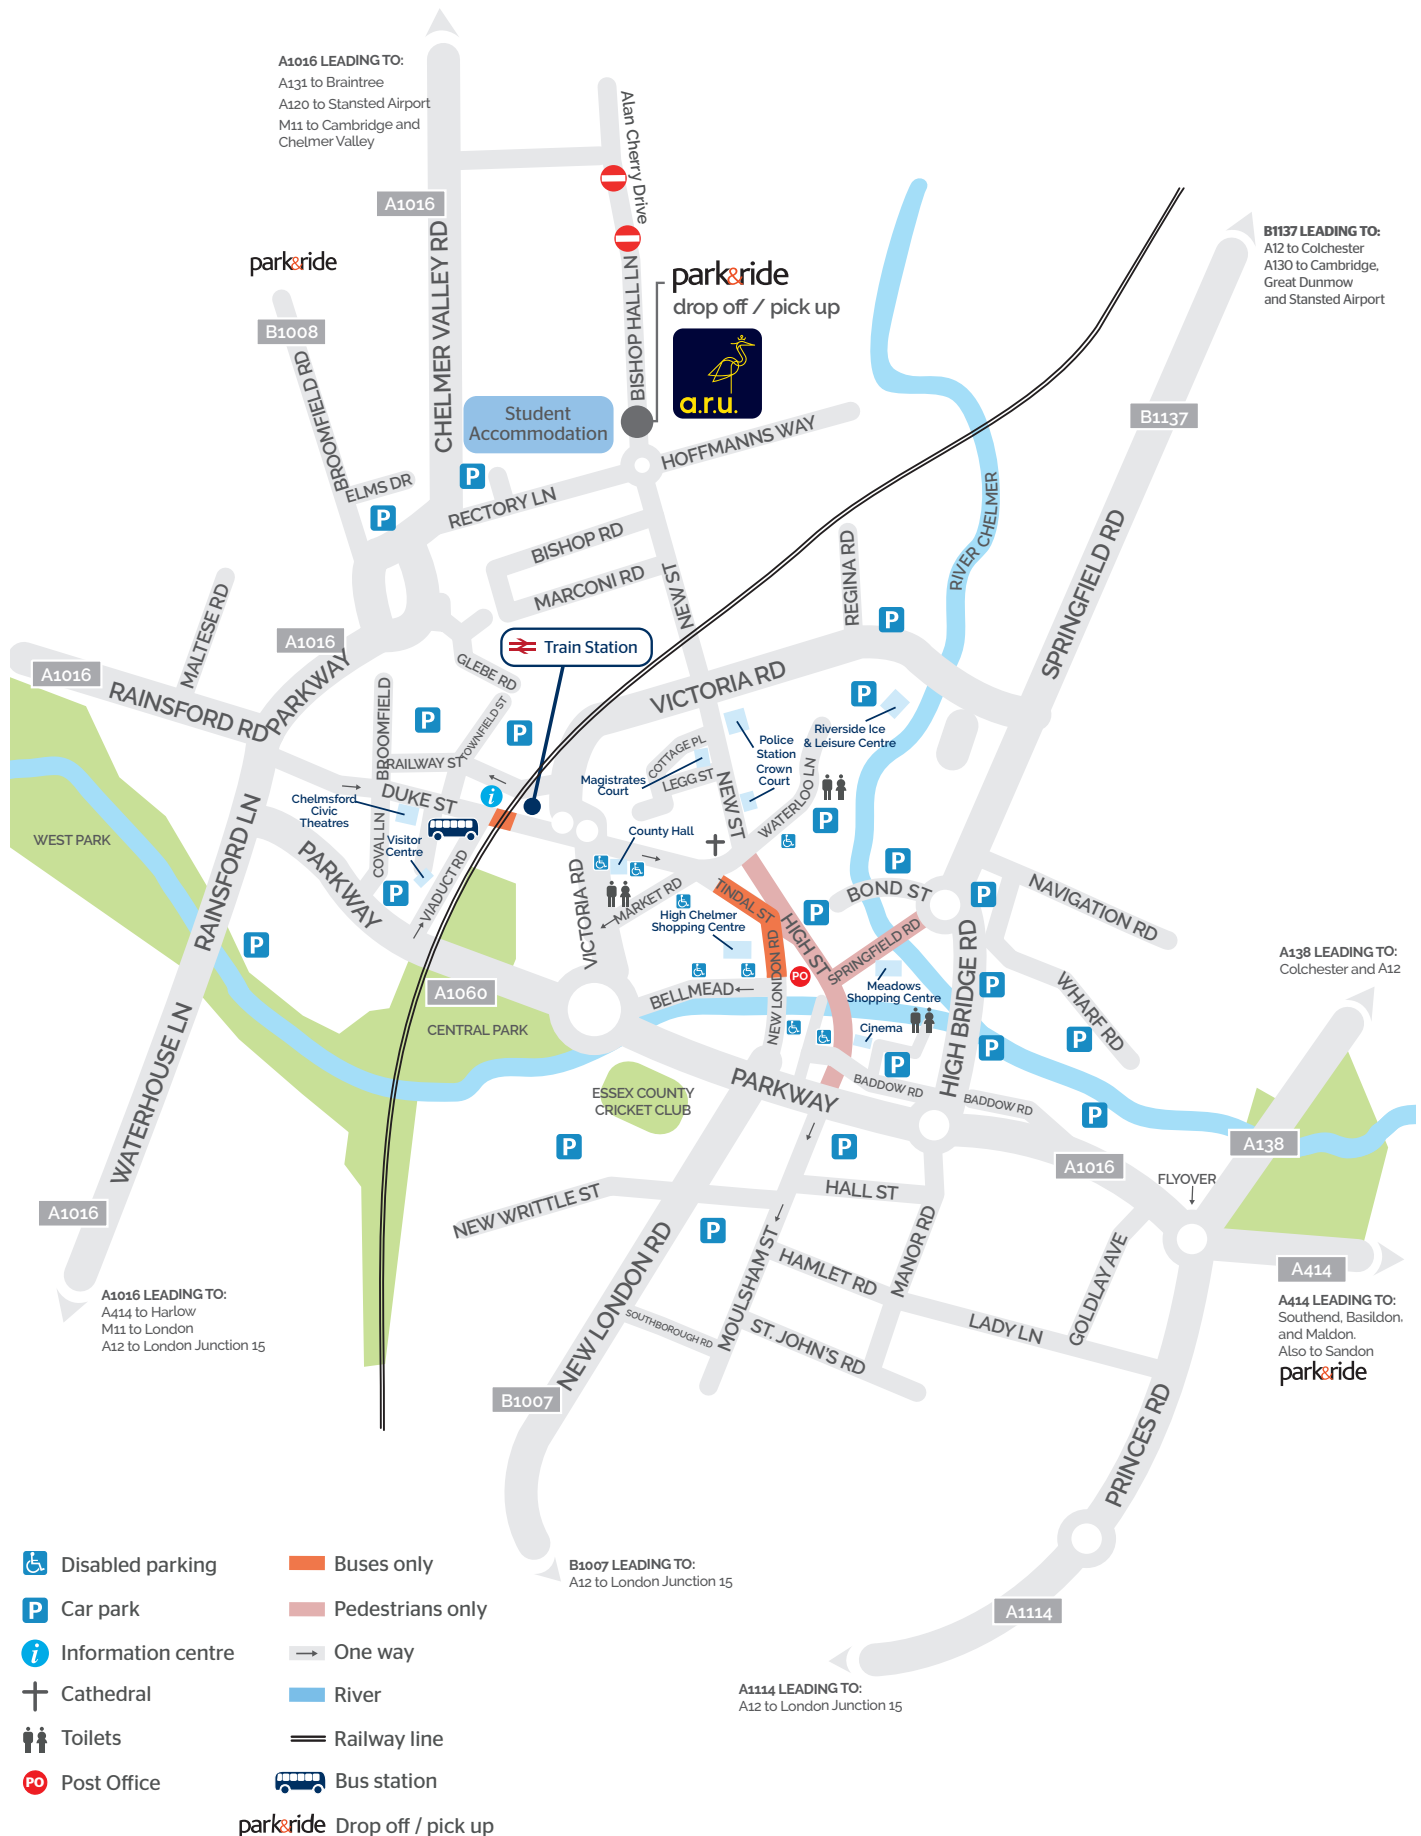 A1016 LEADING TO:
A131 to Braintree
A120 to Stansted Airport
M11 to Cambridge and
Chelmer Valley
A1016
CHELMER VALLEY RD
Alan Cherry Drive
park&ride
B1008
BROOMFIELD RD
BISHOP HALL LN
park&ride
drop off / pick up
a.r.u.
B1137 LEADING TO:
A12 to Colchester
A130 to Cambridge,
Great Dunmow
and Stansted Airport
B1137
Student
Accommodation
HOFFMANNS WAY
P
ELMS DR
P
RECTORY LN
BISHOP RD
MARCONI RD
NEW ST
REGINA RD
RIVER CHELMER
SPRINGFIELD RD
MALTESE RD
A1016
A1016
RAINSFORD RD
PARKWAY
GLEBE RD
Train Station
VICTORIA RD
P
P
Riverside Ice
& Leisure Centre
BROOMFIELD
P
TOWNFIELD ST
P
RAILWAY ST
COTTAGE PL
LEGG ST
Police
Station
Crown
Court
Magistrates
Court
NEW ST
WATERLOO LN
DUKE ST
i
Chelmsford
Civic
Theatres
COVAL LN
Visitor
Centre
VIADUCT RD
P
County Hall
P
P
WEST PARK
RAINSFORD LN
PARKWAY
P
VICTORIA RD
MARKET RD
TINDAL ST
High Chelmer
Shopping Centre
NEW LONDON RD
HIGH ST
P
BOND ST
P
NAVIGATION RD
SPRINGFIELD RD
PO
Meadows
Shopping Centre
HIGH BRIDGE RD
P
WHARF RD
P
P
A138 LEADING TO:
Colchester and A12
A1060
CENTRAL PARK
BELLMEAD
Cinema
P
BADDOW RD
BADDOW RD
P
WATERHOUSE LN
ESSEX COUNTY
CRICKET CLUB
PARKWAY
A138
P
P
A1016
FLYOVER
A1016
NEW WRITTLE ST
HALL ST
P
NEW LONDON RD
MOULSHAM ST
HAMLET RD
MANOR RD
GOLDLAY AVE
LADY LN
SOUTHBOROUGH RD
ST. JOHN'S RD
A414
A414 LEADING TO:
Southend, Basildon,
and Maldon.
Also to Sandon
park&ride
A1016 LEADING TO:
A414 to Harlow
M11 to London
A12 to London Junction 15
B1007
PRINCES RD
B1007 LEADING TO:
A12 to London Junction 15
A1114
A1114 LEADING TO:
A12 to London Junction 15
Disabled parking
P Car park
i Information centre
Cathedral
Toilets
PO Post Office
Buses only
Pedestrians only
One way
River
Railway line
Bus station
park&ride Drop off / pick up